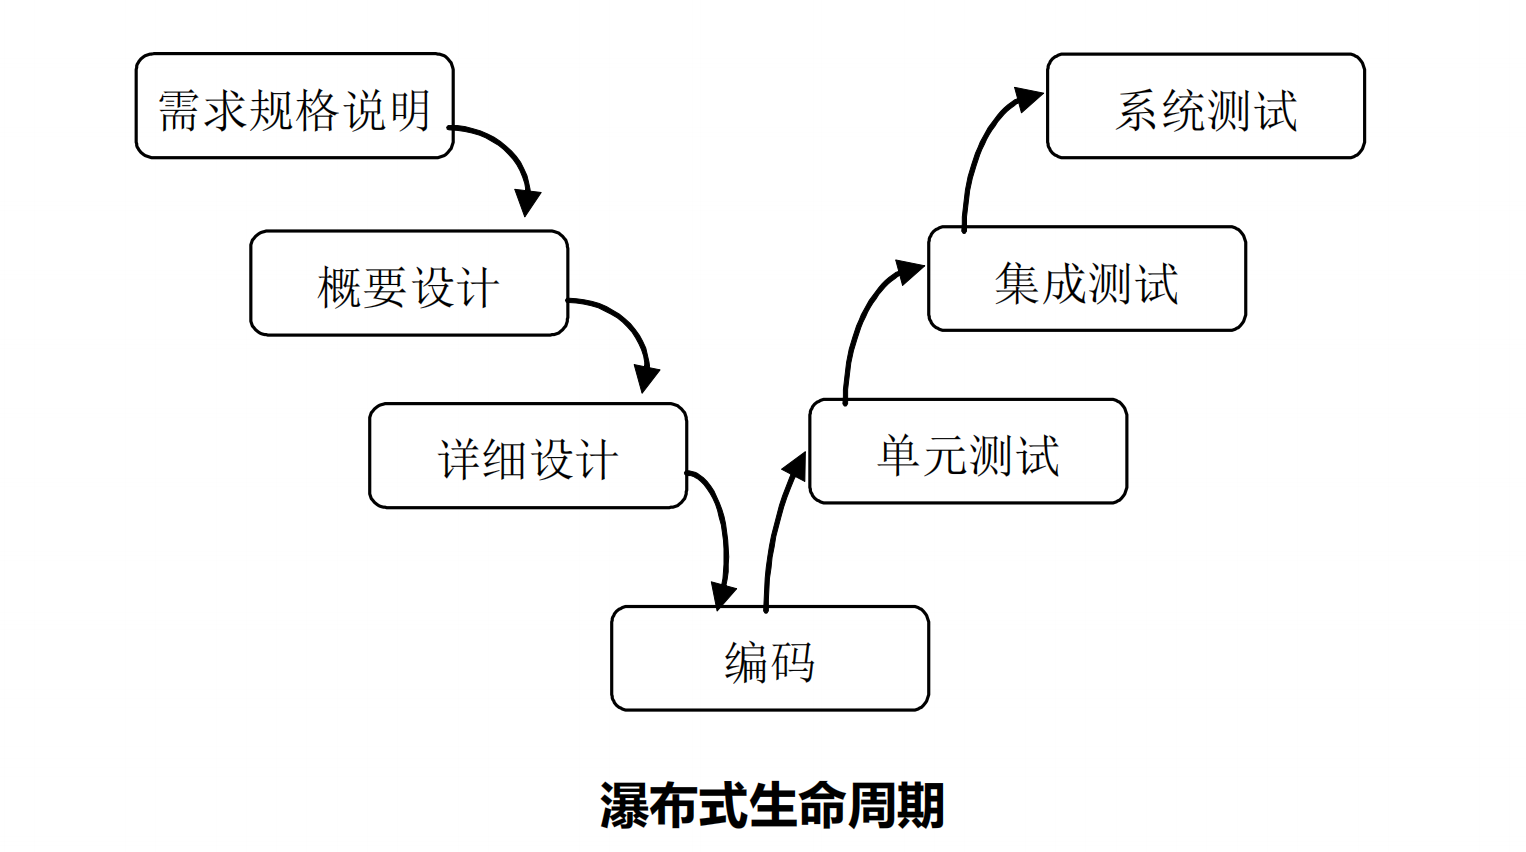 需求规格说明
概要设计
详细设计
编码
单元测试
集成测试
系统测试
瀑布式生命周期